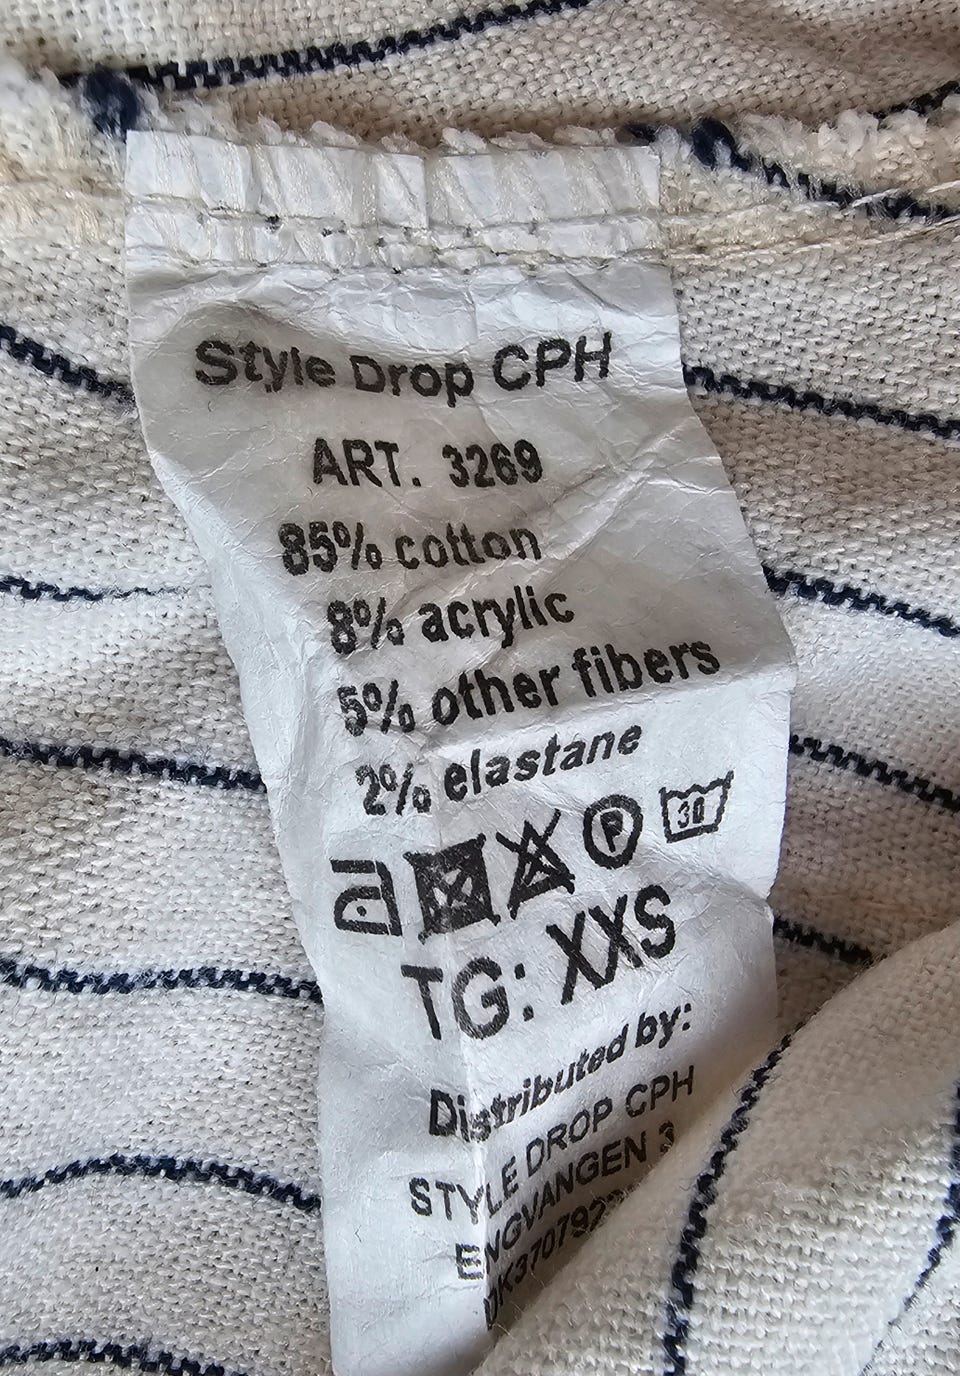 Style Drop CPH
ART. 3269
85% cotton
8% acrylic
5% other fibers
2% elastane
P 30
TG: XXS
Distributed by:
STYLE DROP CPH
ENGVANGEN 3